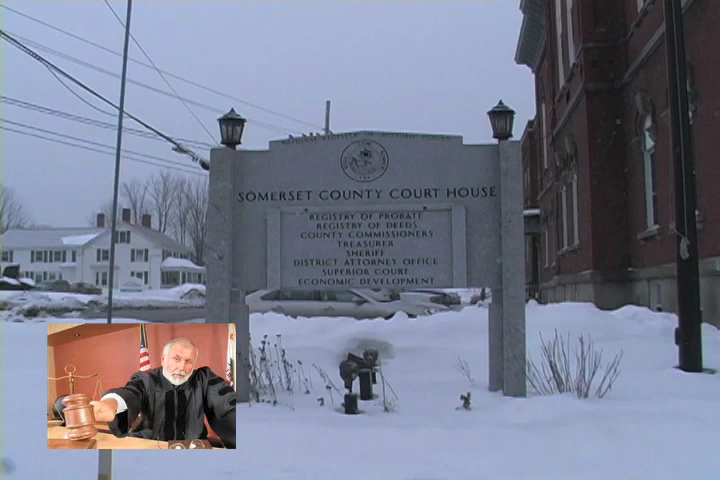 SOMERSET COUNTY COURT HOUSE
REGISTRY OF PROBATE
REGISTRY OF DEEDS
COUNTY COMMISSIONERS
TREASURER
SHERIFF
DISTRICT ATTORNEY OFFICE
SUPERIOR COURT
ECONOMIC DEVELOPMENT